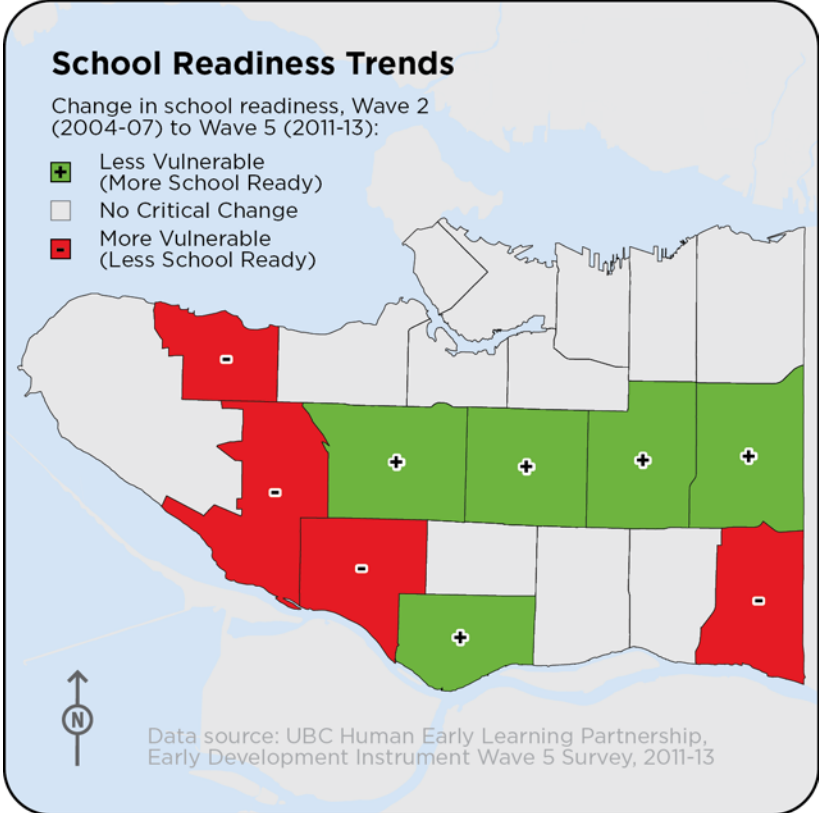 School Readiness Trends
Change in school readiness, Wave 2
(2004-07) to Wave 5 (2011-13):
+ Less Vulnerable
(More School Ready)
No Critical Change
- More Vulnerable
(Less School Ready)
-
+
+
+
+
-
-
-
+
N
Data source: UBC Human Early Learning Partnership,
Early Development Instrument Wave 5 Survey, 2011-13